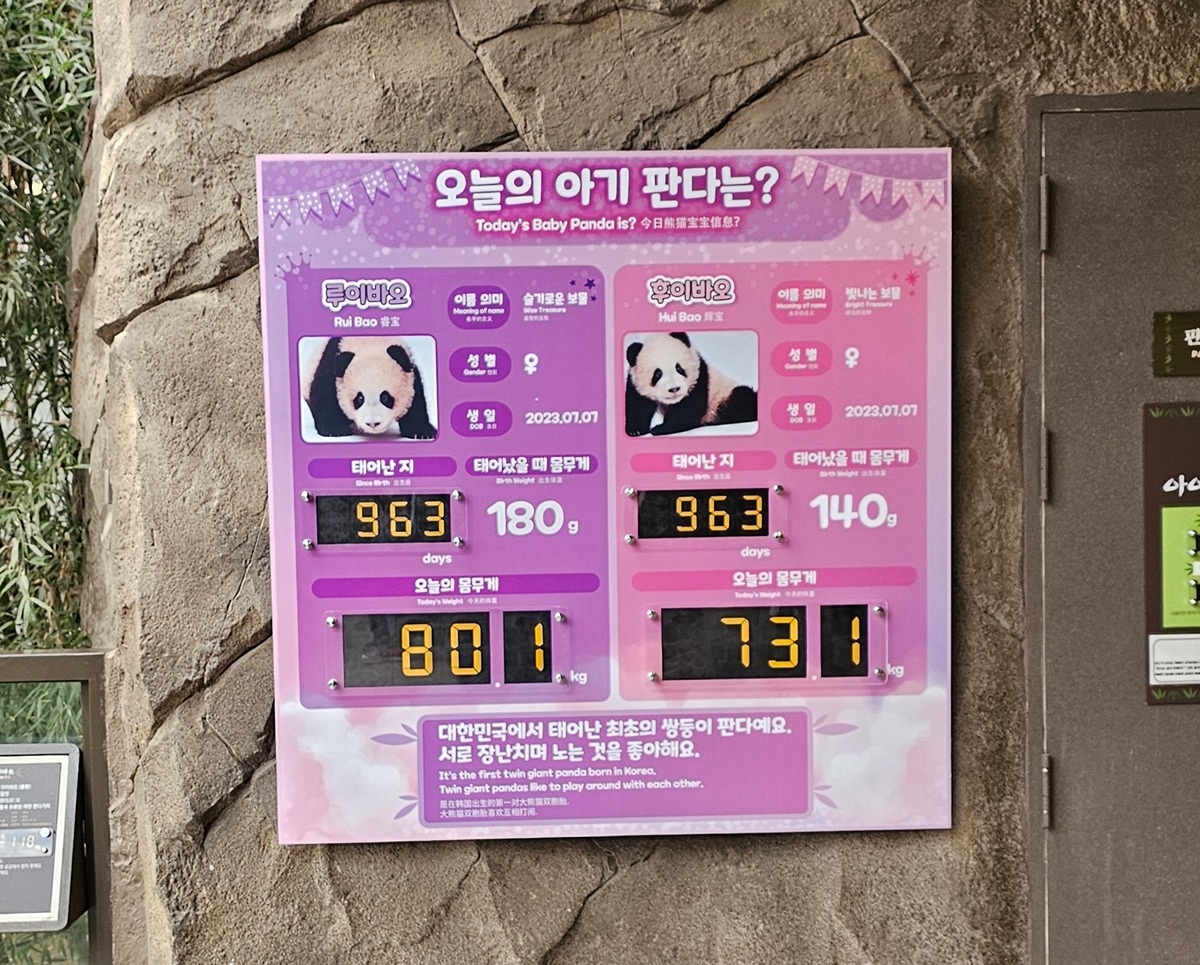 오늘의 아기 판다는?
Today's Baby Panda is? 今日熊猫宝宝信息?
루이바오
Rui Bao 睿宝
이름 의미
Meaning of name
슬기로운 보물
Wise Treasure
성 별
Gender
♀
생 일
DOB
2023.07.07
태어난 지
Since Birth
963
days
태어났을 때 몸무게
Birth Weight 出生体重
180g
오늘의 몸무게
Today's Weight 今天的体重
80.1 kg
후이바오
Hui Bao 辉宝
이름 의미
Meaning of name
빛나는 보물
Bright Treasure
성 별
Gender
♀
생 일
DOB
2023.07.07
태어난 지
Since Birth
963
days
태어났을 때 몸무게
Birth Weight 出生体重
140g
오늘의 몸무게
Today's Weight 今天的体重
73.1 kg
대한민국에서 태어난 최초의 쌍둥이 판다예요.
서로 장난치며 노는 것을 좋아해요.
It's the first twin giant panda born in Korea.
Twin giant pandas like to play around with each other.
是在韩国出生的第一对大熊猫双胞胎.
大熊猫双胞胎喜欢互相打闹.